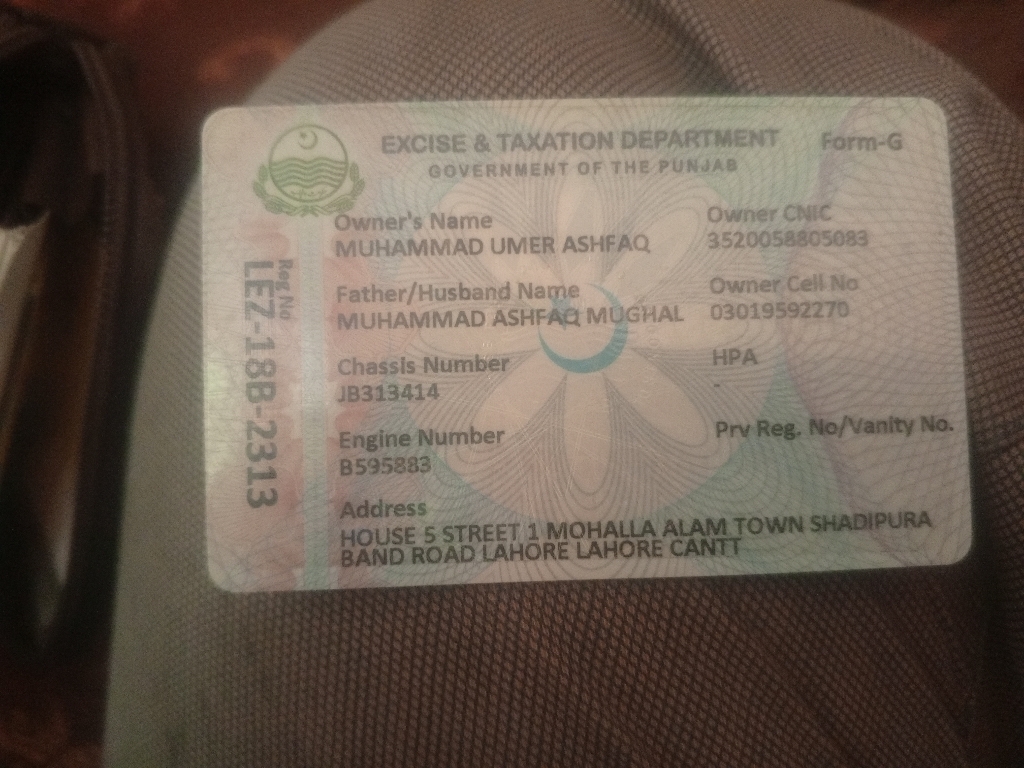 EXCISE & TAXATION DEPARTMENT
Form-G
GOVERNMENT OF THE PUNJAB
Reg No
LEZ-18B-2313
Owner's Name
MUHAMMAD UMER ASHFAQ
Owner CNIC
3520058805083
Father/Husband Name
MUHAMMAD ASHFAQ MUGHAL
Owner Cell No
03019592270
Chassis Number
JB313414
HPA
-
Engine Number
B595883
Prv Reg. No/Vanity No.
Address
HOUSE 5 STREET 1 MOHALLA ALAM TOWN SHADIPURA
BAND ROAD LAHORE LAHORE CANTT